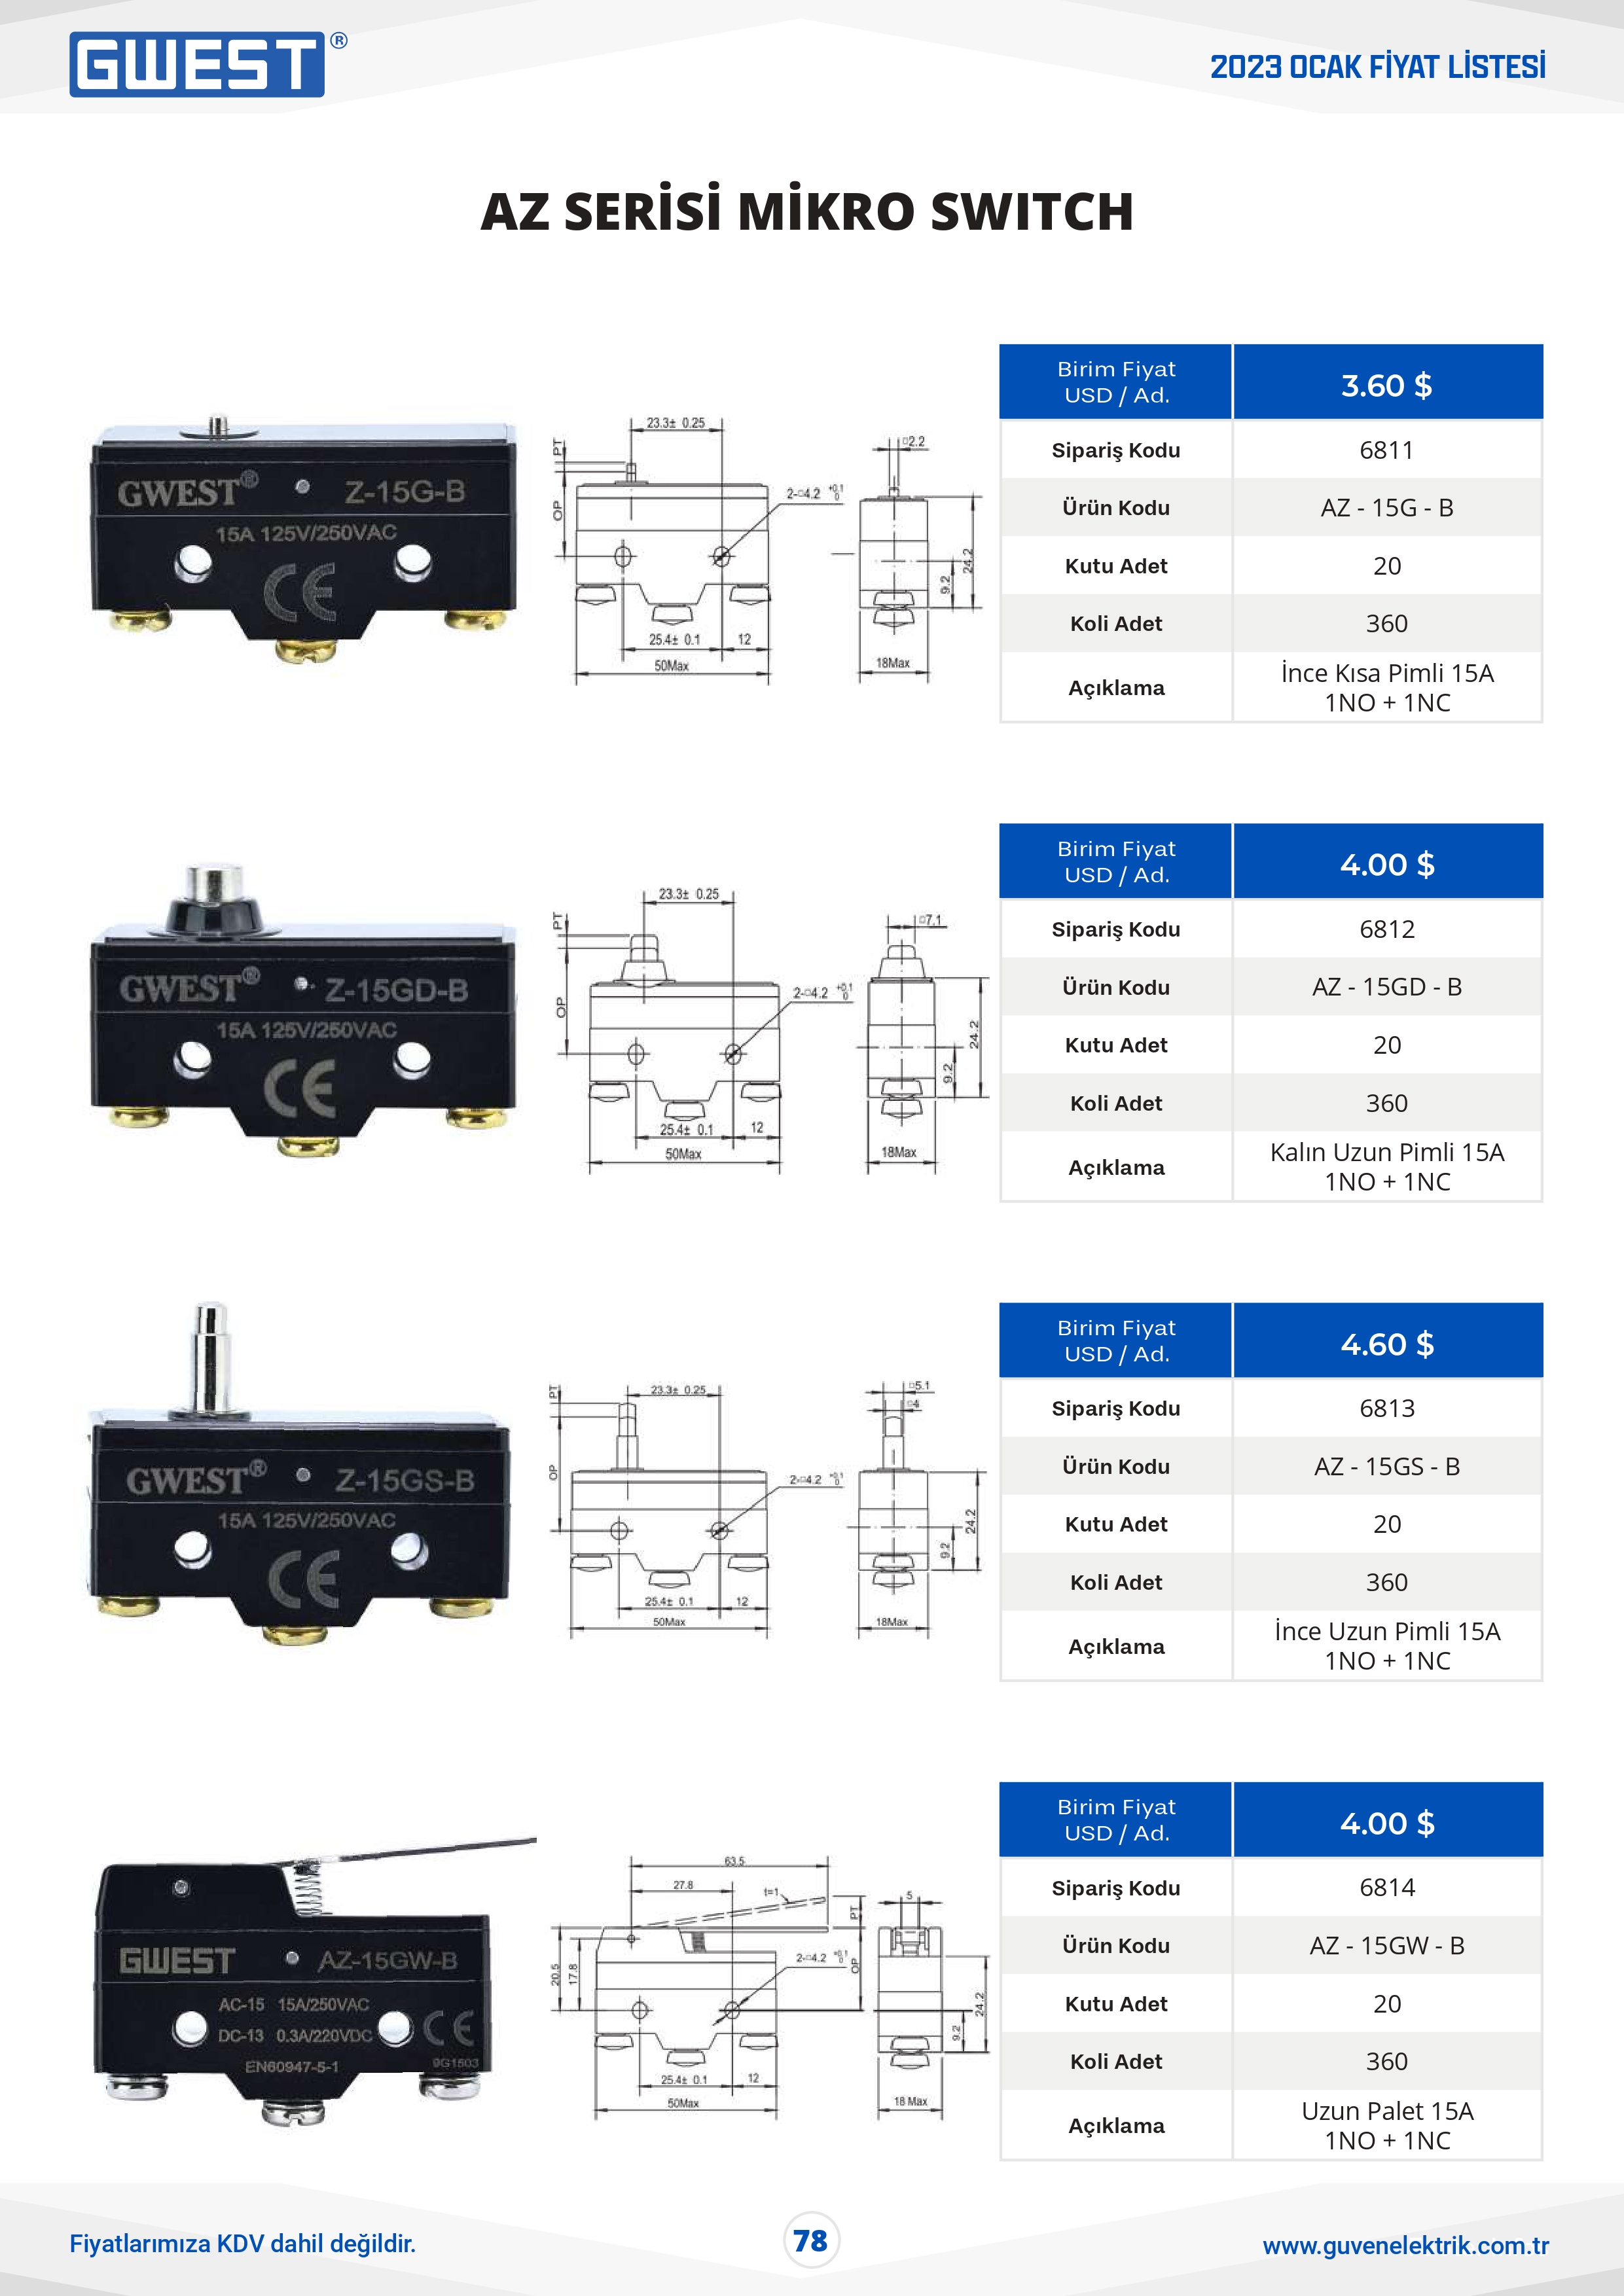 GWEST®
2023 OCAK FİYAT LİSTESİ
AZ SERİSİ MİKRO SWITCH
GWEST® Z-15G-B
15A 125V/250VAC
CE
23.3± 0.25
PT
OP
2-□4.2 +0.1 0
25.4± 0.1
12
50Max
□2.2
24.2
9.2
18Max
Birim Fiyat
USD / Ad.
3.60 $
Sipariş Kodu 6811
Ürün Kodu AZ - 15G - B
Kutu Adet 20
Koli Adet 360
Açıklama İnce Kısa Pimli 15A
1NO + 1NC
GWEST® Z-15GD-B
15A 125V/250VAC
CE
23.3± 0.25
PT
OP
2-□4.2 +0.1 0
25.4± 0.1
12
50Max
□7.1
24.2
9.2
18Max
Birim Fiyat
USD / Ad.
4.00 $
Sipariş Kodu 6812
Ürün Kodu AZ - 15GD - B
Kutu Adet 20
Koli Adet 360
Açıklama Kalın Uzun Pimli 15A
1NO + 1NC
GWEST® Z-15GS-B
15A 125V/250VAC
CE
23.3± 0.25
PT
OP
2-□4.2 +0.1 0
25.4± 0.1
12
50Max
□5.1
□4
24.2
9.2
18Max
Birim Fiyat
USD / Ad.
4.60 $
Sipariş Kodu 6813
Ürün Kodu AZ - 15GS - B
Kutu Adet 20
Koli Adet 360
Açıklama İnce Uzun Pimli 15A
1NO + 1NC
GWEST AZ-15GW-B
AC-15 15A/250VAC
DC-13 0.3A/220VDC CE
EN60947-5-1 9G1503
63.5
27.8
t=1
PT
OP
20.5
17.8
2-□4.2 +0.1 0
25.4± 0.1
12
50Max
5
24.2
9.2
18 Max
Birim Fiyat
USD / Ad.
4.00 $
Sipariş Kodu 6814
Ürün Kodu AZ - 15GW - B
Kutu Adet 20
Koli Adet 360
Açıklama Uzun Palet 15A
1NO + 1NC
Fiyatlarımıza KDV dahil değildir.
78
www.guvenelektrik.com.tr